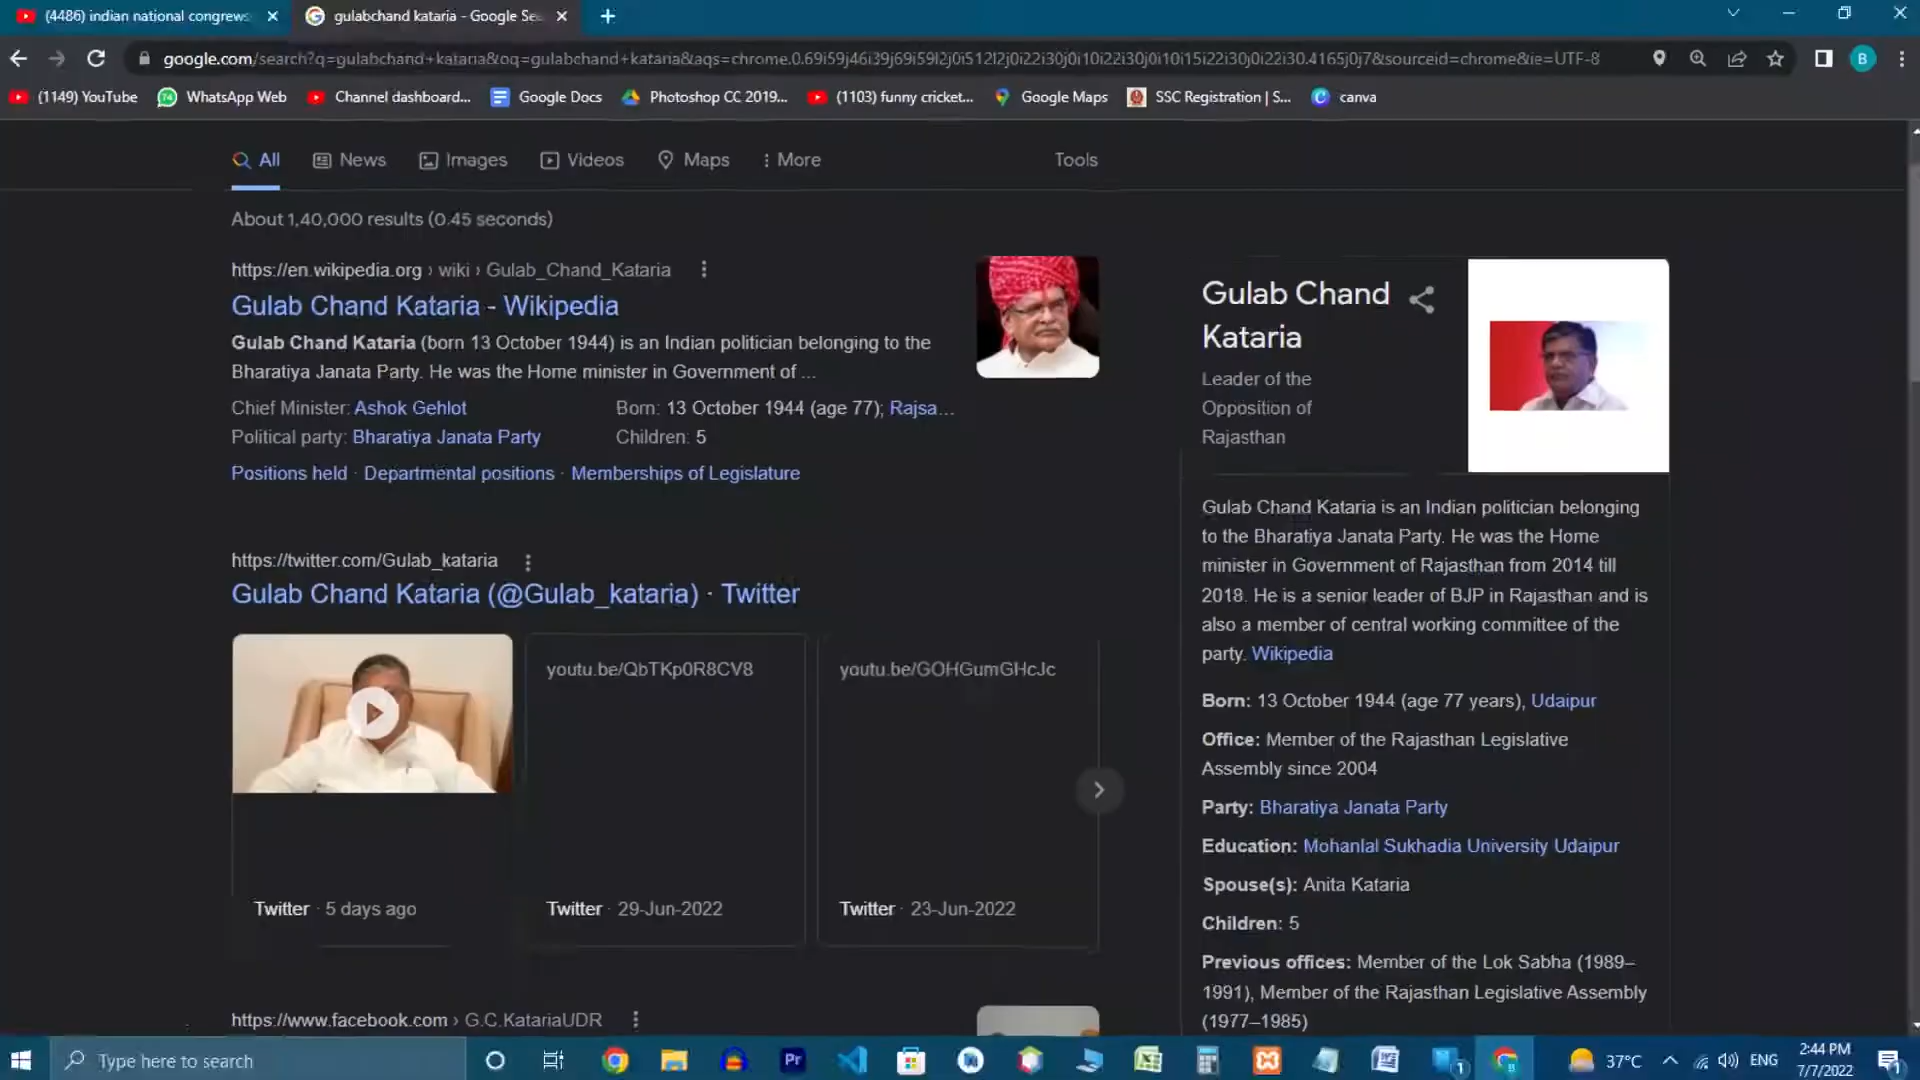 (4486) indian national congrews
gulabchand kataria - Google Se
google.com/search?q=gulabchand+kataria&oq=gulabchand+kataria&aqs=chrome.0.69i59j46i39j69i59l2j0i512l2j0i22i30j0i10i22i30j0i10i15i22i30j0i22i30.4165j0j7&sourceid=chrome&ie=UTF-8
B
(1149) YouTube
WhatsApp Web
Channel dashboard...
Google Docs
Photoshop CC 2019...
(1103) funny cricket...
Google Maps
SSC Registration | S...
canva
All
News
Images
Videos
Maps
More
Tools
About 1,40,000 results (0.45 seconds)
https://en.wikipedia.org › wiki › Gulab_Chand_Kataria
Gulab Chand Kataria - Wikipedia
Gulab Chand Kataria (born 13 October 1944) is an Indian politician belonging to the
Bharatiya Janata Party. He was the Home minister in Government of ...
Chief Minister: Ashok Gehlot
Born: 13 October 1944 (age 77); Rajsa...
Political party: Bharatiya Janata Party
Children: 5
Positions held · Departmental positions · Memberships of Legislature
https://twitter.com/Gulab_kataria
Gulab Chand Kataria (@Gulab_kataria) · Twitter
youtu.be/QbTKp0R8CV8
youtu.be/GOHGumGHcJc
Twitter · 5 days ago
Twitter · 29-Jun-2022
Twitter · 23-Jun-2022
https://www.facebook.com › G.C.KatariaUDR
Gulab Chand
Kataria
Leader of the
Opposition of
Rajasthan
Gulab Chand Kataria is an Indian politician belonging
to the Bharatiya Janata Party. He was the Home
minister in Government of Rajasthan from 2014 till
2018. He is a senior leader of BJP in Rajasthan and is
also a member of central working committee of the
party. Wikipedia
Born: 13 October 1944 (age 77 years), Udaipur
Office: Member of the Rajasthan Legislative
Assembly since 2004
Party: Bharatiya Janata Party
Education: Mohanlal Sukhadia University Udaipur
Spouse(s): Anita Kataria
Children: 5
Previous offices: Member of the Lok Sabha (1989–
1991), Member of the Rajasthan Legislative Assembly
(1977–1985)
Type here to search
Pr
1
37°C
ENG
2:44 PM
7/7/2022
1